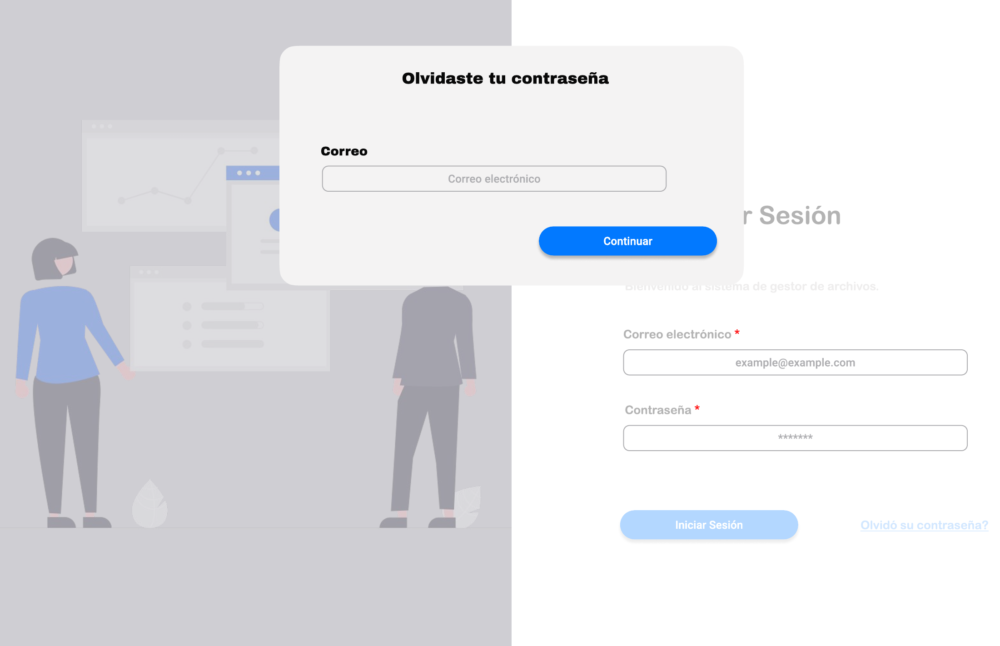 Olvidaste tu contraseña
Correo
Correo electrónico
Continuar
r Sesión
Bienvenido al sistema de gestor de archivos.
Correo electrónico *
example@example.com
Contraseña *
*******
Iniciar Sesión
Olvidó su contraseña?